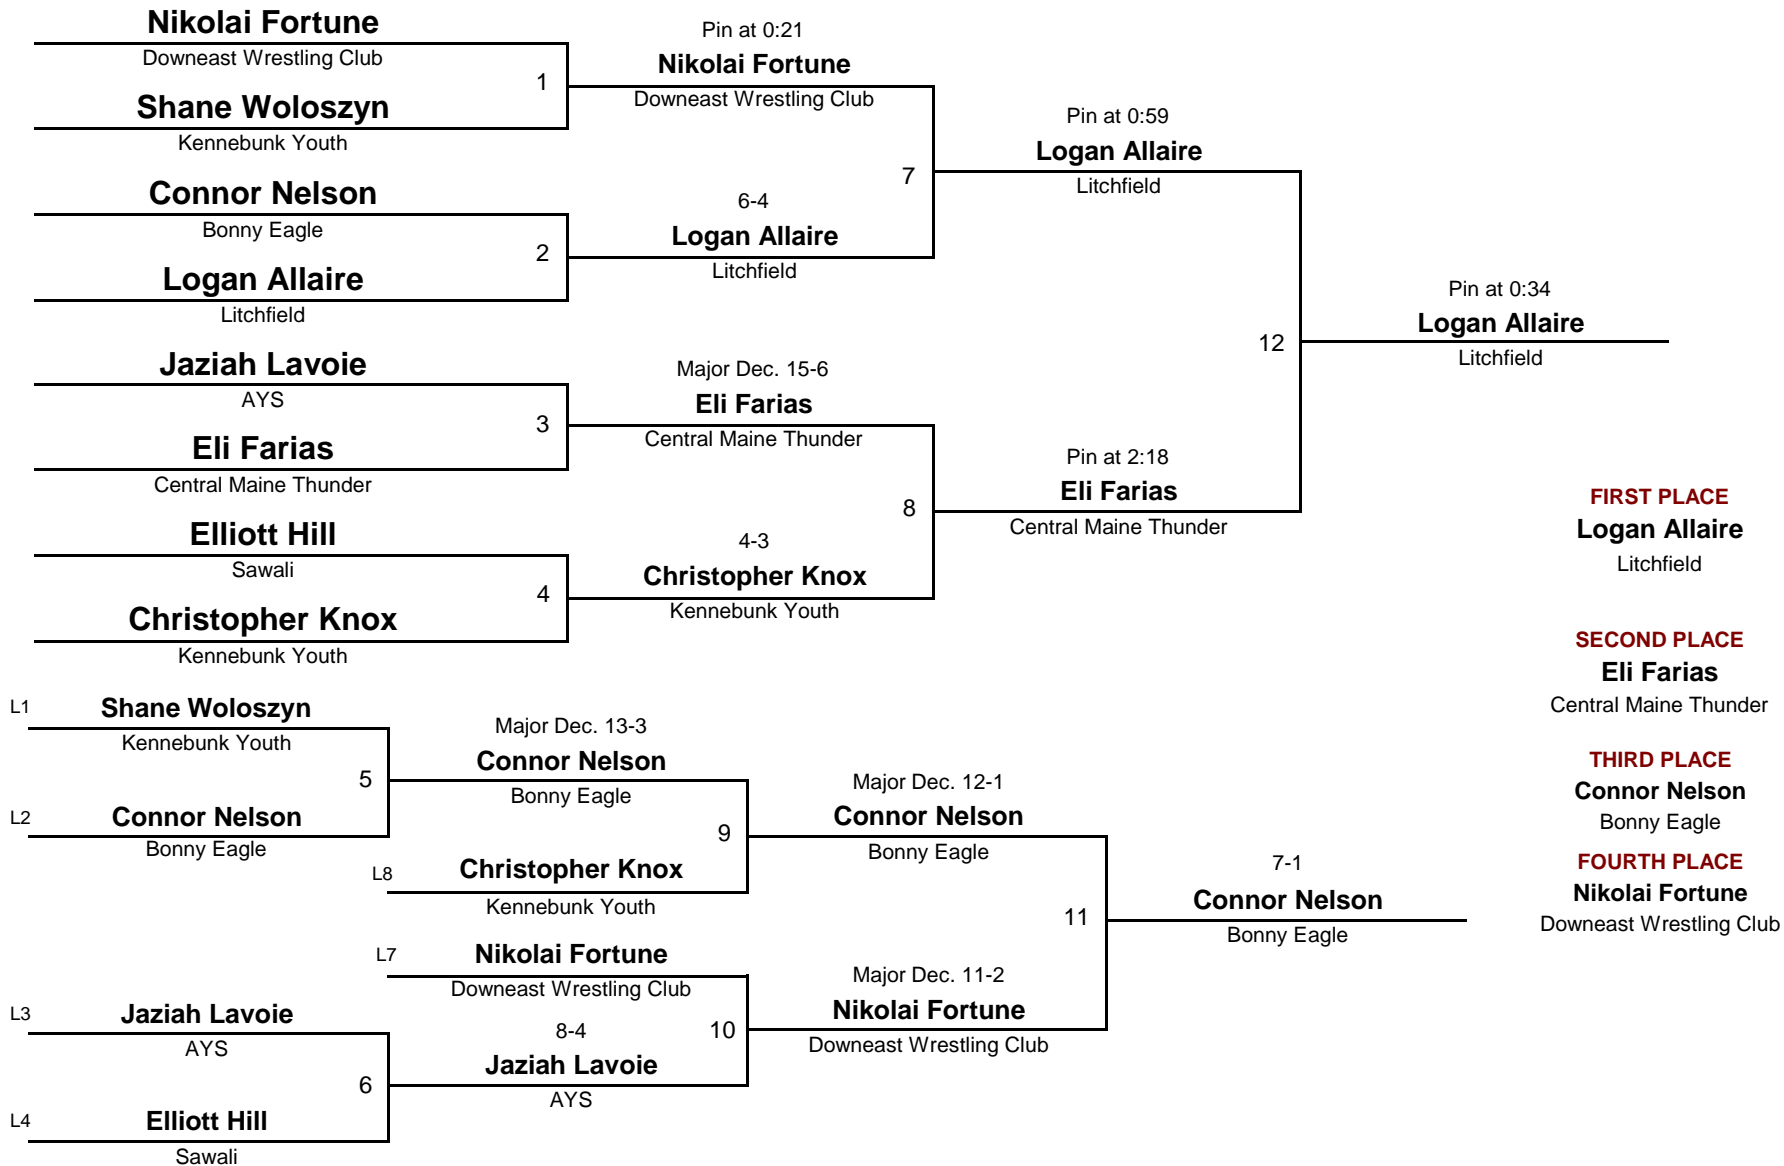 Nikolai Fortune
Downeast Wrestling Club
1
Shane Woloszyn
Kennebunk Youth
Connor Nelson
Bonny Eagle
2
Logan Allaire
Litchfield
Jaziah Lavoie
AYS
3
Eli Farias
Central Maine Thunder
Elliott Hill
Sawali
4
Christopher Knox
Kennebunk Youth
Pin at 0:21
Nikolai Fortune
Downeast Wrestling Club
7
6-4
Logan Allaire
Litchfield
Major Dec. 15-6
Eli Farias
Central Maine Thunder
8
4-3
Christopher Knox
Kennebunk Youth
Pin at 0:59
Logan Allaire
Litchfield
12
Pin at 2:18
Eli Farias
Central Maine Thunder
Pin at 0:34
Logan Allaire
Litchfield
L1 Shane Woloszyn
Kennebunk Youth
5
L2 Connor Nelson
Bonny Eagle
L3 Jaziah Lavoie
AYS
6
L4 Elliott Hill
Sawali
Major Dec. 13-3
Connor Nelson
Bonny Eagle
9
L8 Christopher Knox
Kennebunk Youth
L7 Nikolai Fortune
Downeast Wrestling Club
10
8-4
Jaziah Lavoie
AYS
Major Dec. 12-1
Connor Nelson
Bonny Eagle
11
Major Dec. 11-2
Nikolai Fortune
Downeast Wrestling Club
7-1
Connor Nelson
Bonny Eagle
FIRST PLACE
Logan Allaire
Litchfield
SECOND PLACE
Eli Farias
Central Maine Thunder
THIRD PLACE
Connor Nelson
Bonny Eagle
FOURTH PLACE
Nikolai Fortune
Downeast Wrestling Club